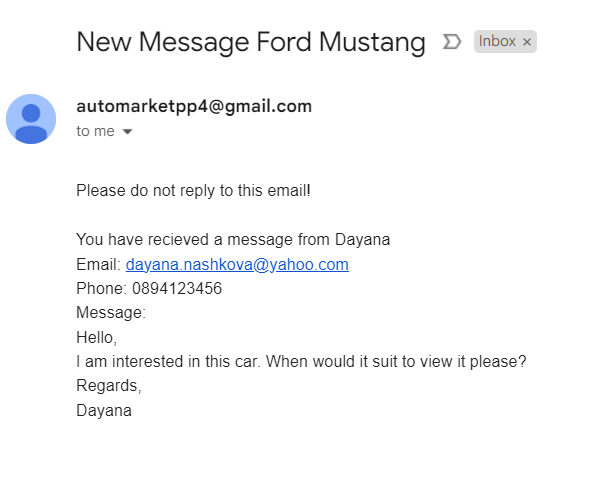 New Message Ford Mustang
Inbox ×
automarketpp4@gmail.com
to me
Please do not reply to this email!
You have recieved a message from Dayana
Email: dayana.nashkova@yahoo.com
Phone: 0894123456
Message:
Hello,
I am interested in this car. When would it suit to view it please?
Regards,
Dayana